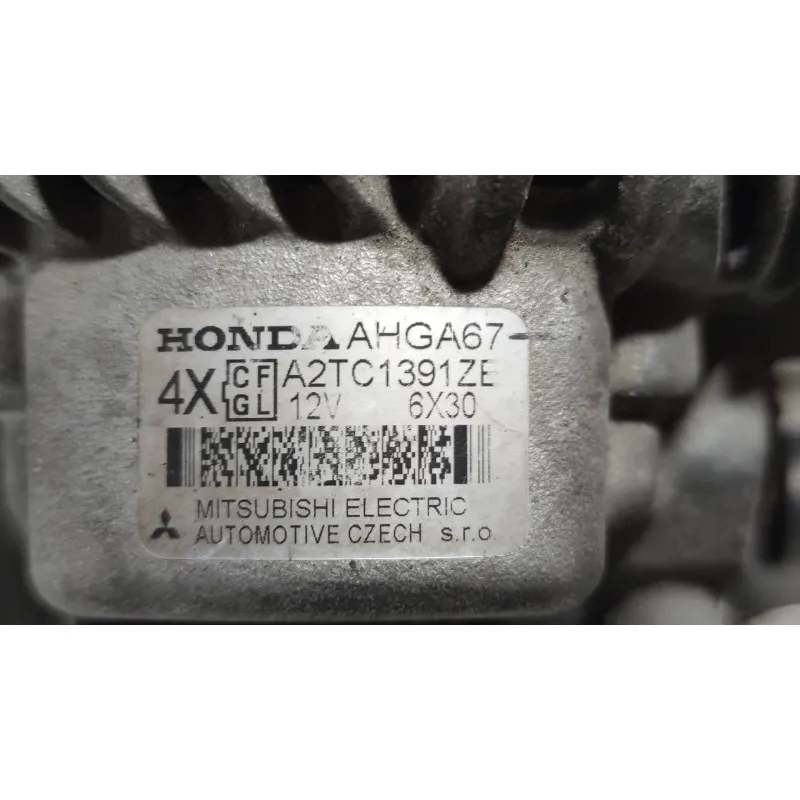 HONDA AHGA67
4X CF GL A2TC1391ZE
12V 6X30
MITSUBISHI ELECTRIC
AUTOMOTIVE CZECH s.r.o.